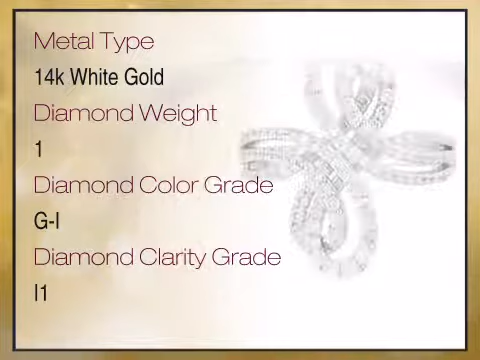 Metal Type
14k White Gold
Diamond Weight
1
Diamond Color Grade
G-I
Diamond Clarity Grade
I1